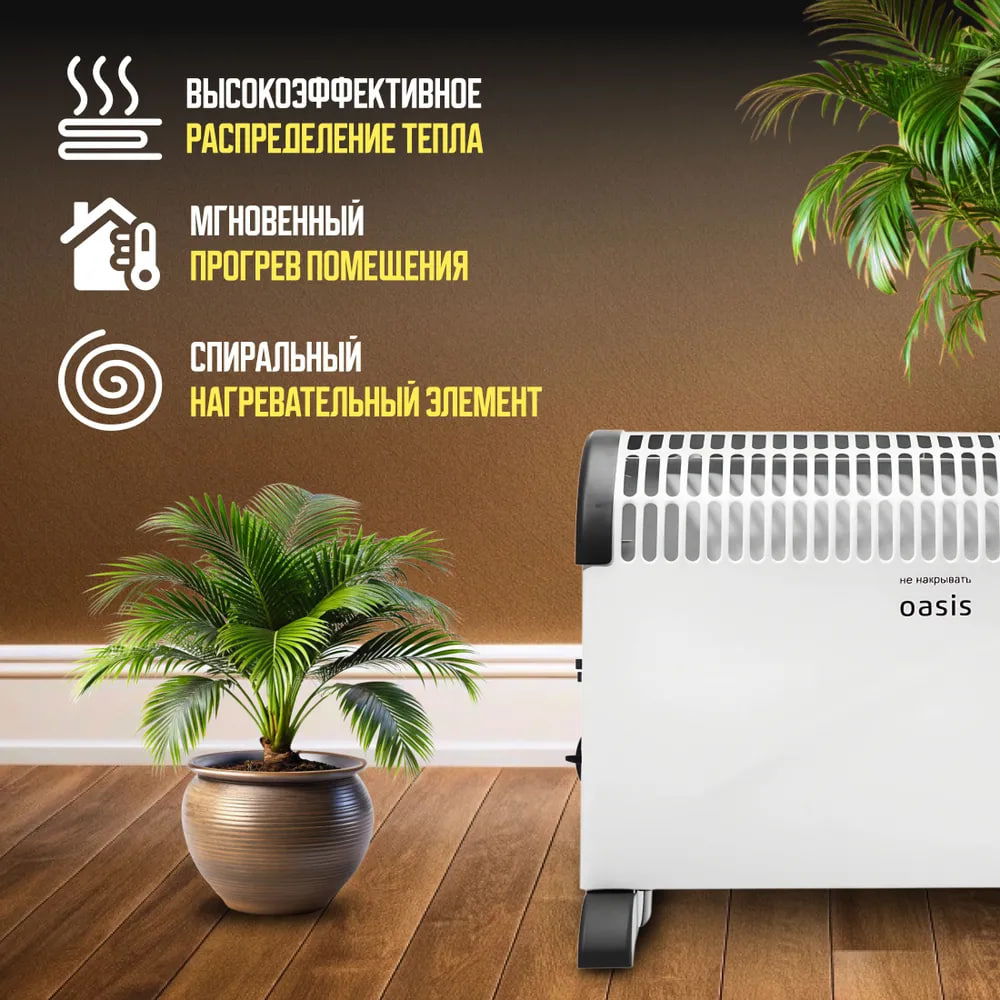 ВЫСОКОЭФФЕКТИВНОЕ
РАСПРЕДЕЛЕНИЕ ТЕПЛА
МГНОВЕННЫЙ
ПРОГРЕВ ПОМЕЩЕНИЯ
СПИРАЛЬНЫЙ
НАГРЕВАТЕЛЬНЫЙ ЭЛЕМЕНТ
не накрывать
oasis